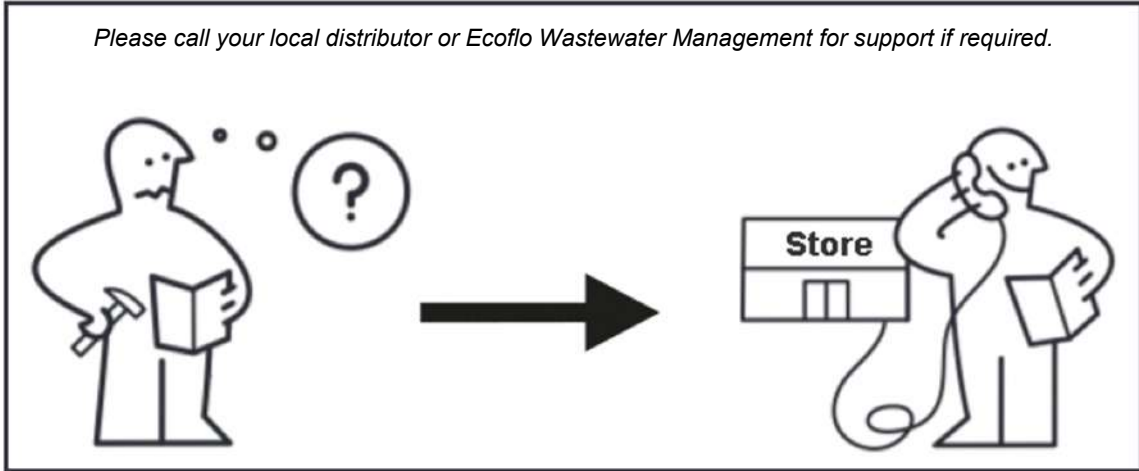 Please call your local distributor or Ecoflo Wastewater Management for support if required.
?
Store